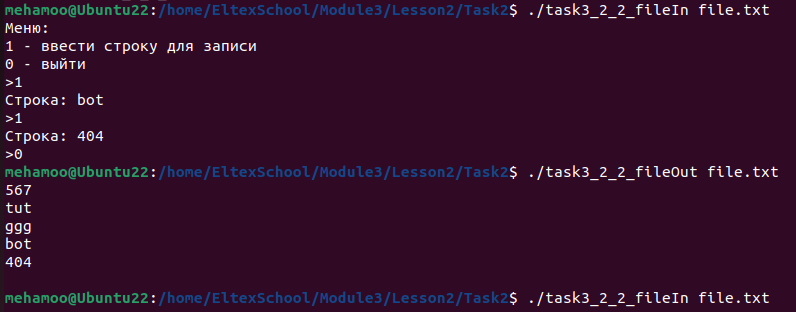 mehamoo@Ubuntu22:/home/EltexSchool/Module3/Lesson2/Task2$ ./task3_2_2_fileIn file.txt
Меню:
1 - ввести строку для записи
0 - выйти
>1
Строка: bot
>1
Строка: 404
>0
mehamoo@Ubuntu22:/home/EltexSchool/Module3/Lesson2/Task2$ ./task3_2_2_fileOut file.txt
567
tut
ggg
bot
404
mehamoo@Ubuntu22:/home/EltexSchool/Module3/Lesson2/Task2$ ./task3_2_2_fileIn file.txt